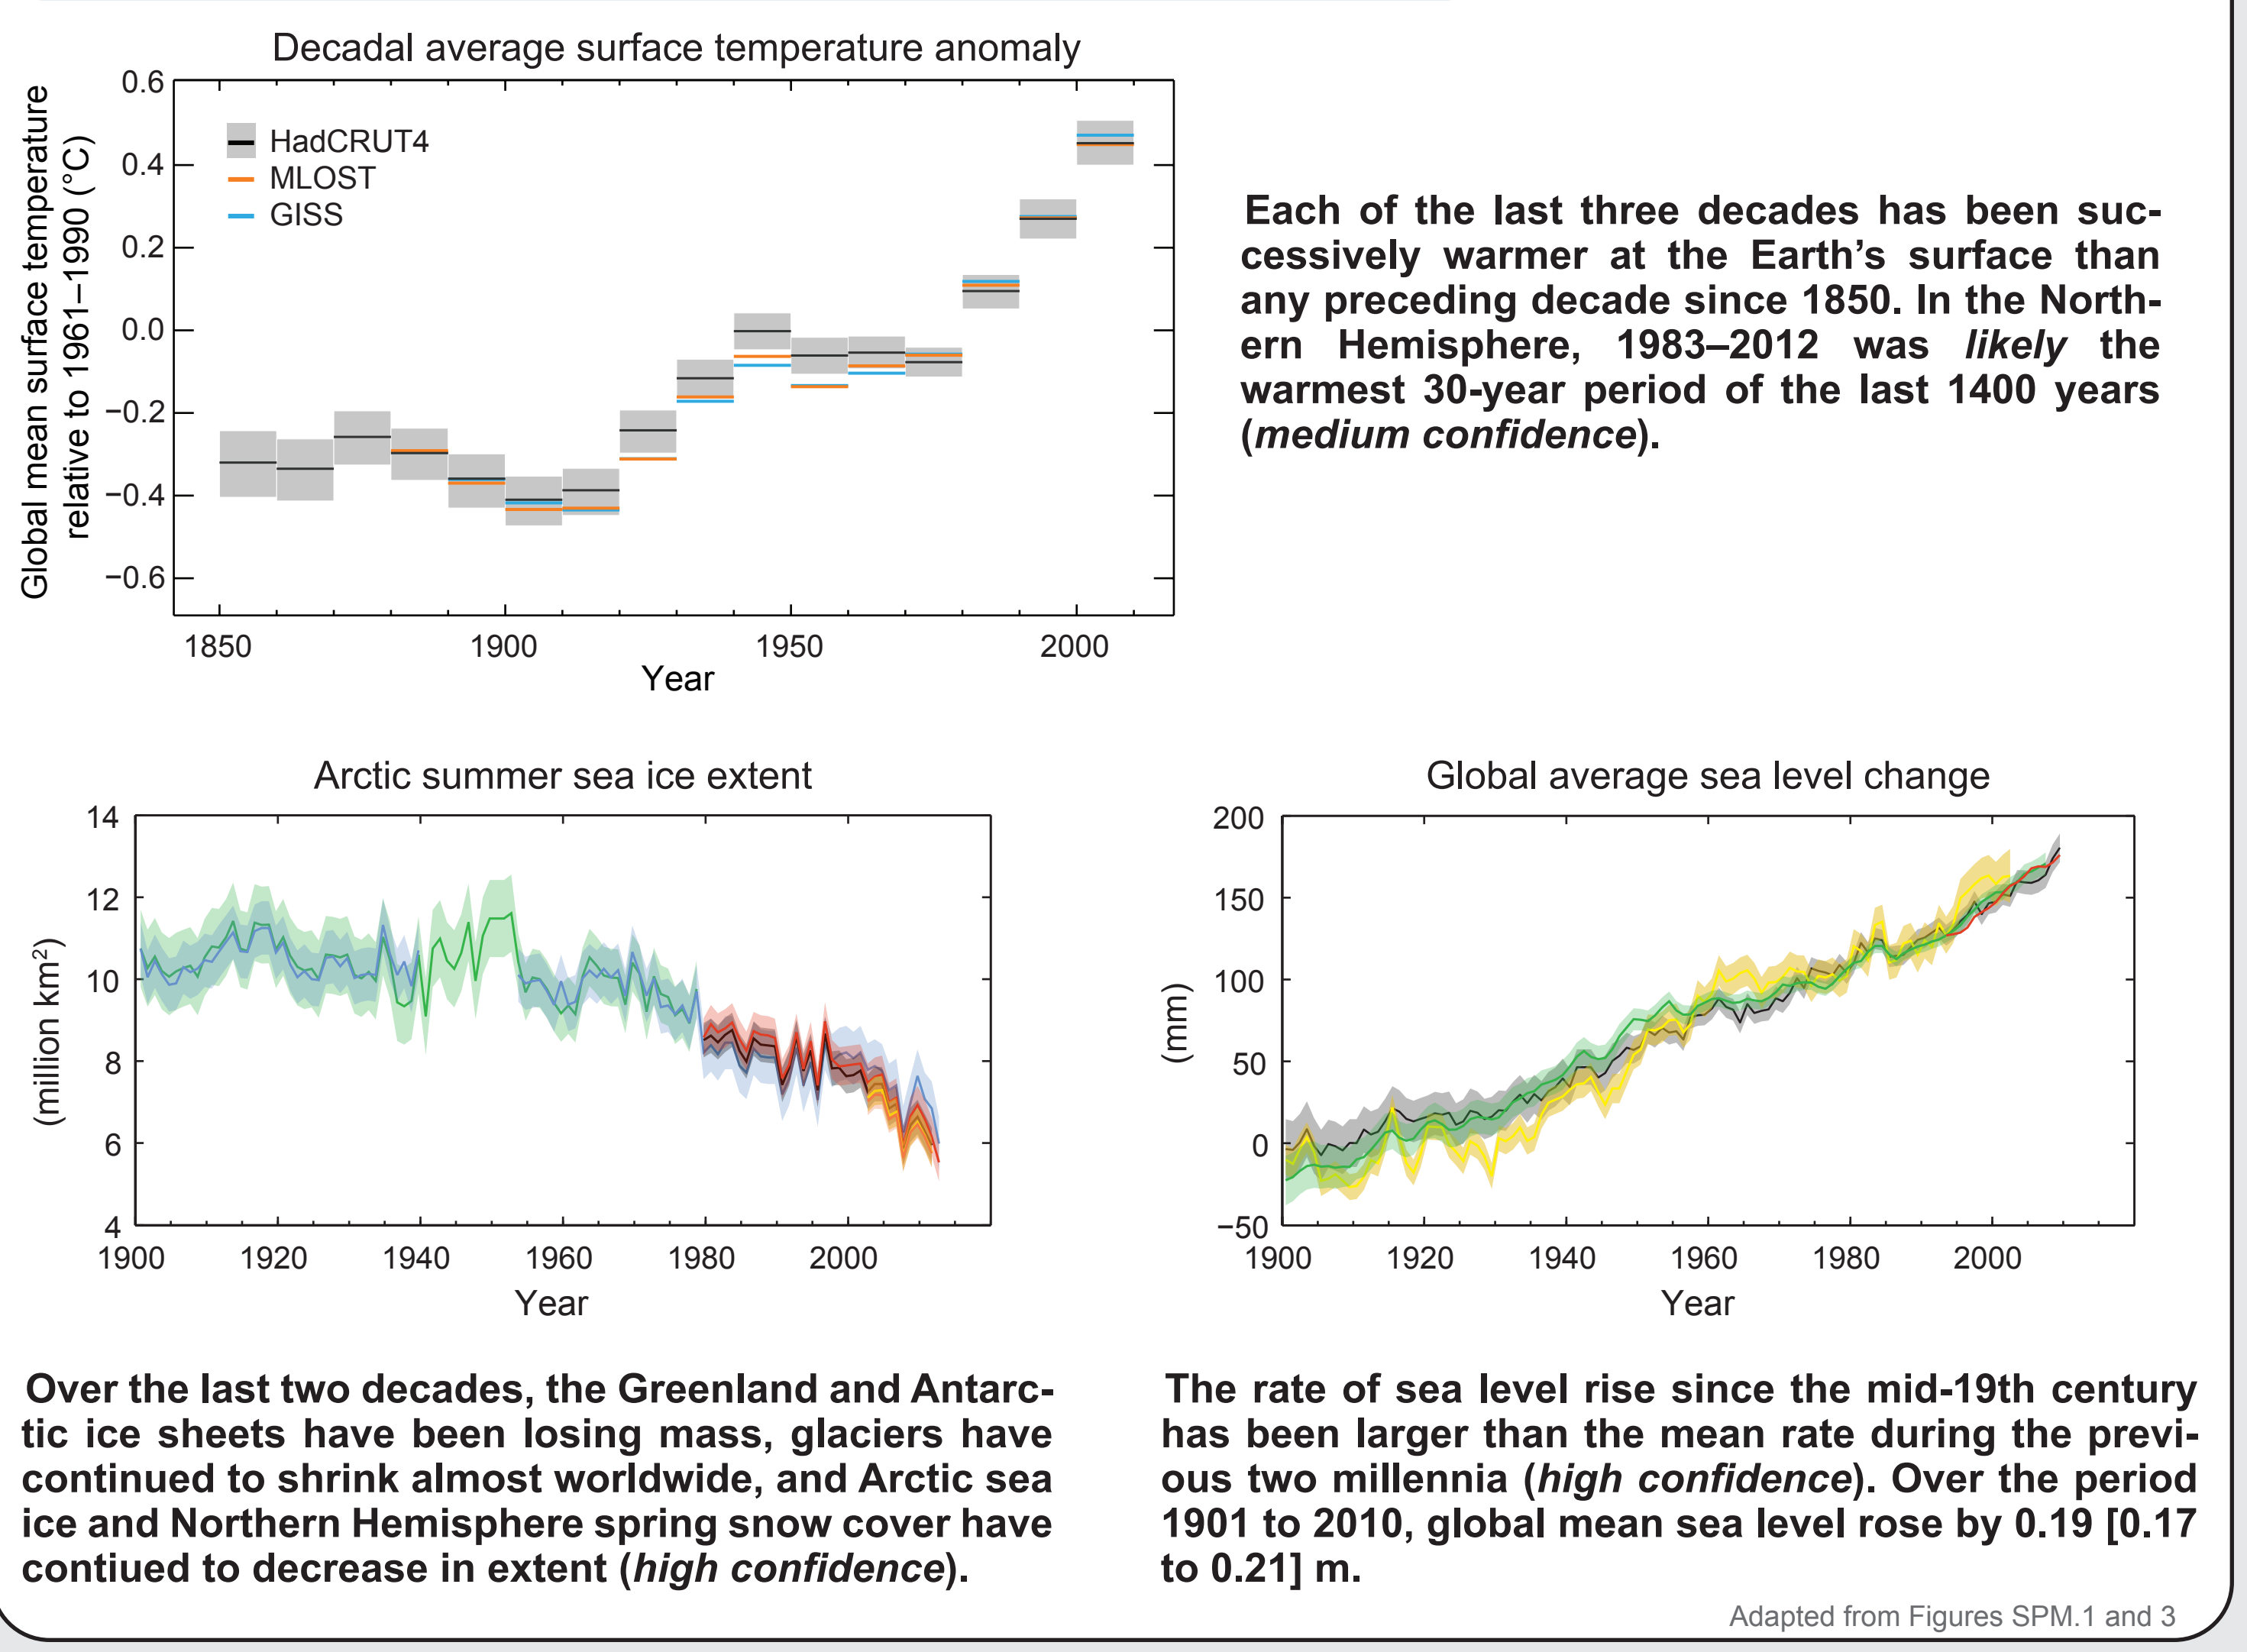 Decadal average surface temperature anomaly
Global mean surface temperature
relative to 1961–1990 (°C)
0.6
0.4
0.2
0.0
−0.2
−0.4
−0.6
HadCRUT4
MLOST
GISS
1850 1900 1950 2000
Year
Each of the last three decades has been suc-
cessively warmer at the Earth’s surface than
any preceding decade since 1850. In the North-
ern Hemisphere, 1983–2012 was likely the
warmest 30-year period of the last 1400 years
(medium confidence).
Arctic summer sea ice extent
(million km²)
14
12
10
8
6
4
1900 1920 1940 1960 1980 2000
Year
Over the last two decades, the Greenland and Antarc-
tic ice sheets have been losing mass, glaciers have
continued to shrink almost worldwide, and Arctic sea
ice and Northern Hemisphere spring snow cover have
contiued to decrease in extent (high confidence).
Global average sea level change
(mm)
200
150
100
50
0
−50
1900 1920 1940 1960 1980 2000
Year
The rate of sea level rise since the mid-19th century
has been larger than the mean rate during the previ-
ous two millennia (high confidence). Over the period
1901 to 2010, global mean sea level rose by 0.19 [0.17
to 0.21] m.
Adapted from Figures SPM.1 and 3